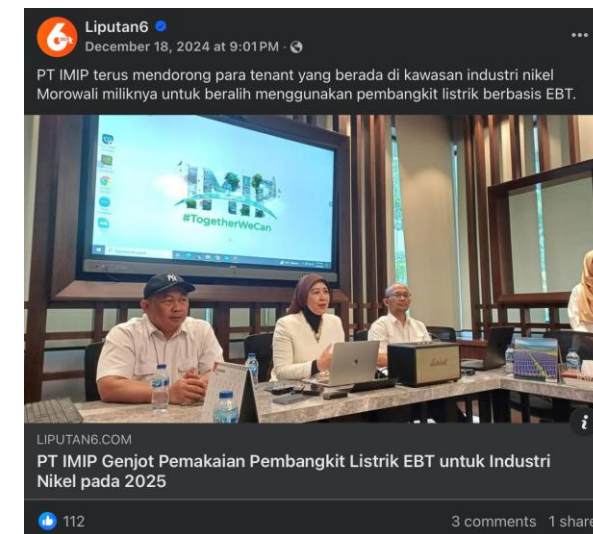 Liputan6
December 18, 2024 at 9:01 PM ·
PT IMIP terus mendorong para tenant yang berada di kawasan industri nikel
Morowali miliknya untuk beralih menggunakan pembangkit listrik berbasis EBT.
IMIP
#TogetherWeCan
Marshall
LIPUTAN6.COM
PT IMIP Genjot Pemakaian Pembangkit Listrik EBT untuk Industri
Nikel pada 2025
112
3 comments 1 share